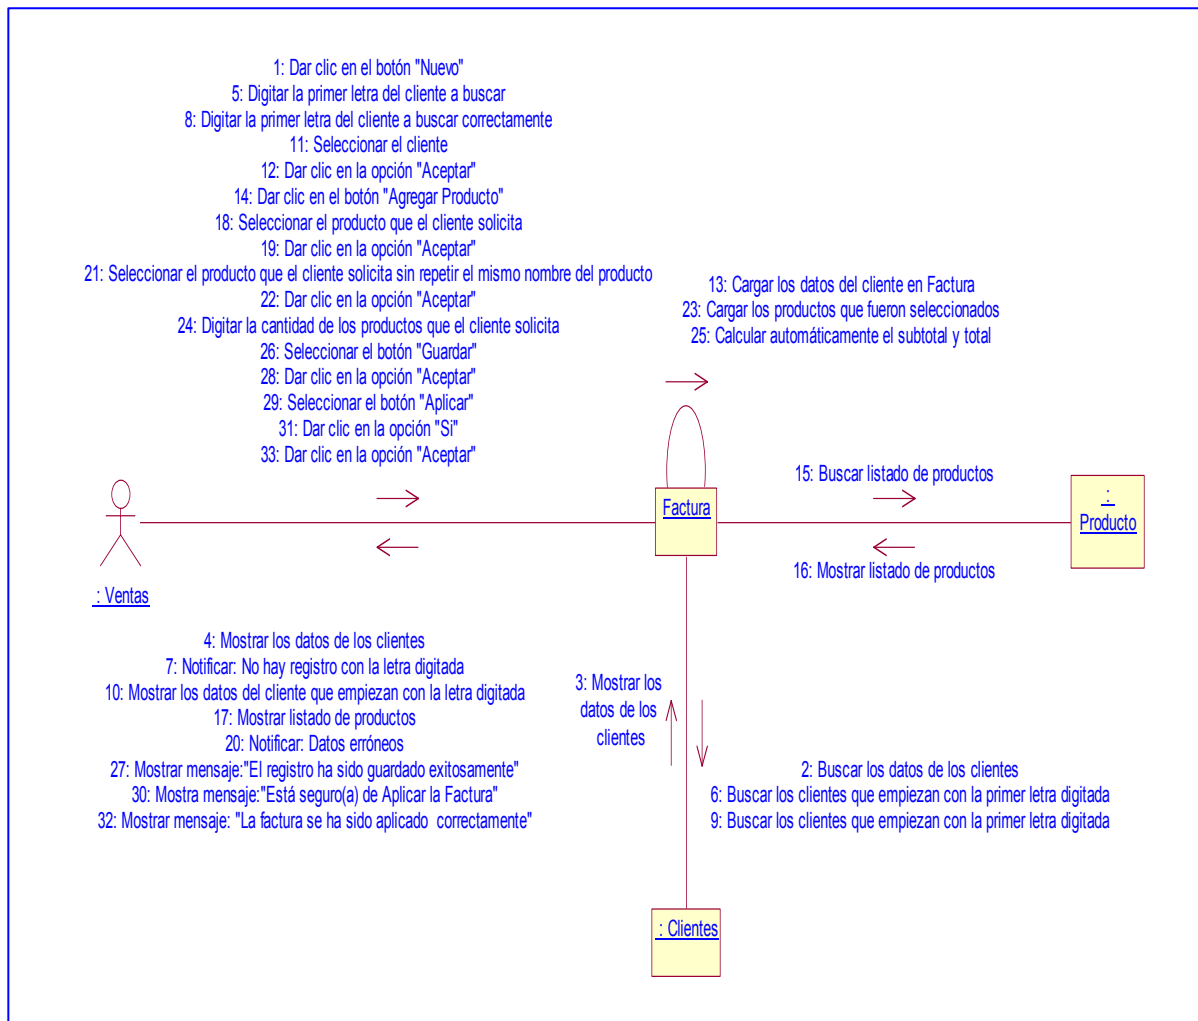 1: Dar clic en el botón "Nuevo"
5: Digitar la primer letra del cliente a buscar
8: Digitar la primer letra del cliente a buscar correctamente
11: Seleccionar el cliente
12: Dar clic en la opción "Aceptar"
14: Dar clic en el botón "Agregar Producto"
18: Seleccionar el producto que el cliente solicita
19: Dar clic en la opción "Aceptar"
21: Seleccionar el producto que el cliente solicita sin repetir el mismo nombre del producto
22: Dar clic en la opción "Aceptar"
24: Digitar la cantidad de los productos que el cliente solicita
26: Seleccionar el botón "Guardar"
28: Dar clic en la opción "Aceptar"
29: Seleccionar el botón "Aplicar"
31: Dar clic en la opción "Si"
33: Dar clic en la opción "Aceptar"
13: Cargar los datos del cliente en Factura
23: Cargar los productos que fueron seleccionados
25: Calcular automáticamente el subtotal y total
15: Buscar listado de productos
Factura
:
Producto
16: Mostrar listado de productos
: Ventas
4: Mostrar los datos de los clientes
7: Notificar: No hay registro con la letra digitada
10: Mostrar los datos del cliente que empiezan con la letra digitada
17: Mostrar listado de productos
20: Notificar: Datos erróneos
27: Mostrar mensaje:"El registro ha sido guardado exitosamente"
30: Mostra mensaje:"Está seguro(a) de Aplicar la Factura"
32: Mostrar mensaje: "La factura se ha sido aplicado  correctamente"
3: Mostrar los
datos de los
clientes
2: Buscar los datos de los clientes
6: Buscar los clientes que empiezan con la primer letra digitada
9: Buscar los clientes que empiezan con la primer letra digitada
: Clientes